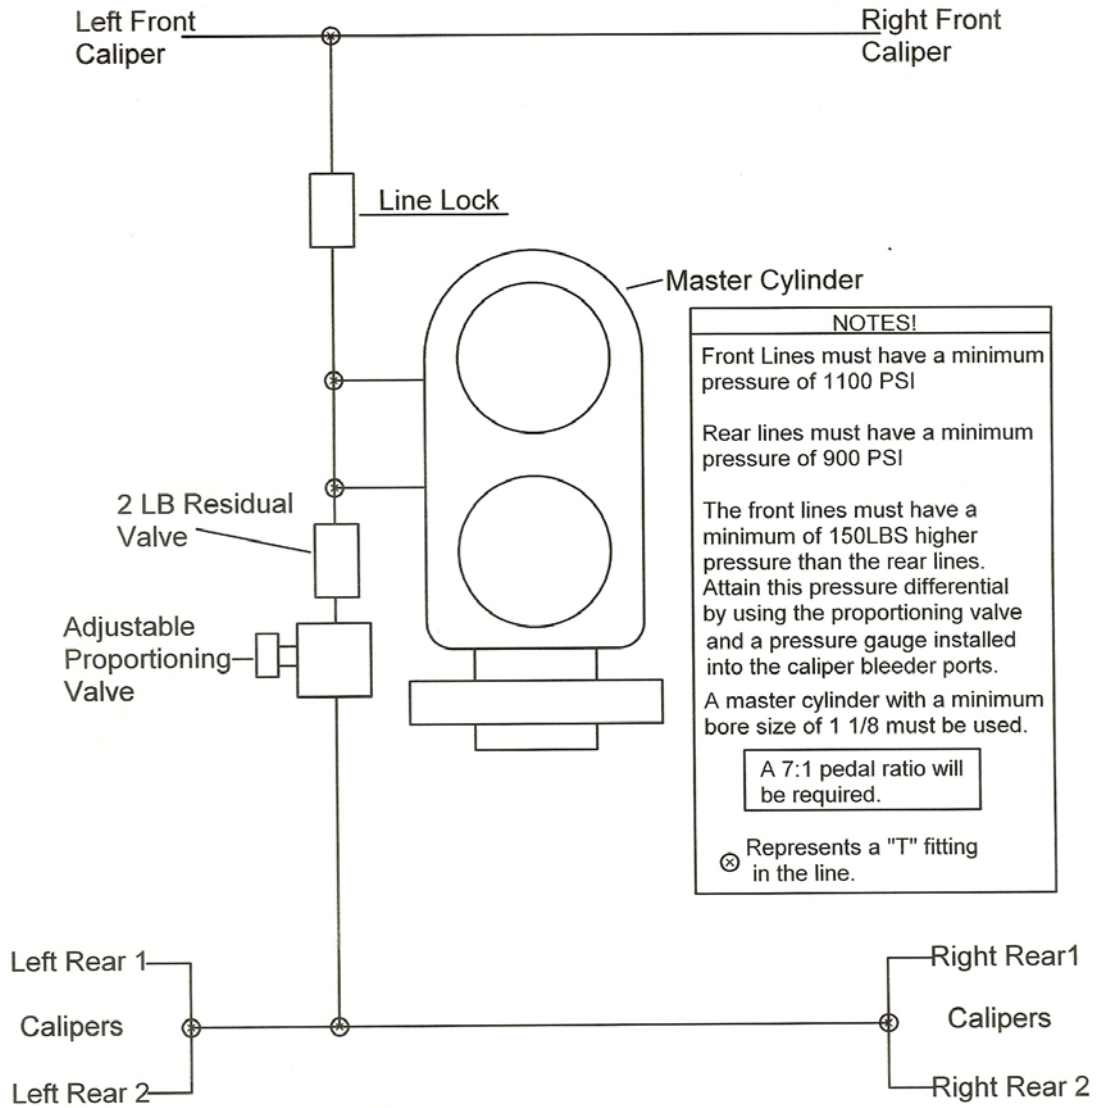 Left Front
Caliper
Right Front
Caliper
Line Lock
Master Cylinder
NOTES!
Front Lines must have a minimum
pressure of 1100 PSI
Rear lines must have a minimum
pressure of 900 PSI
The front lines must have a
minimum of 150LBS higher
pressure than the rear lines.
Attain this pressure differential
by using the proportioning valve
and a pressure gauge installed
into the caliper bleeder ports.
A master cylinder with a minimum
bore size of 1 1/8 must be used.
A 7:1 pedal ratio will
be required.
Represents a "T" fitting
in the line.
2 LB Residual
Valve
Adjustable
Proportioning
Valve
Left Rear 1
Calipers
Left Rear 2
Right Rear1
Calipers
Right Rear 2